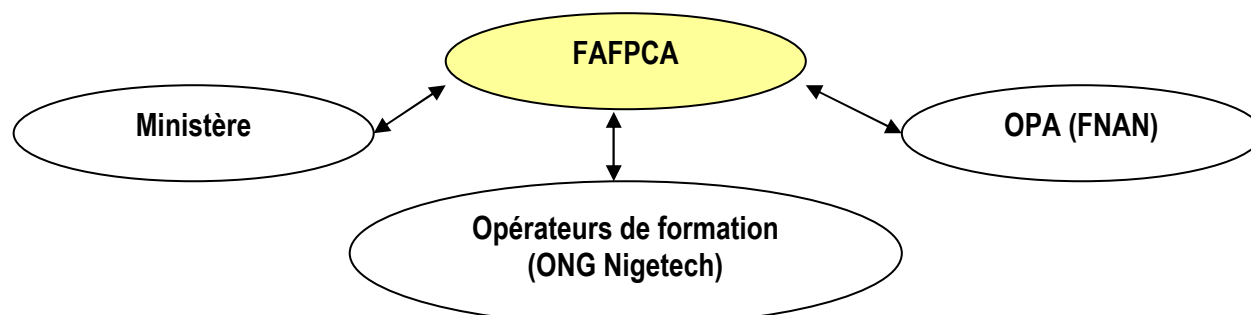 FAFPCA
Ministère
OPA (FNAN)
Opérateurs de formation
(ONG Nigetech)